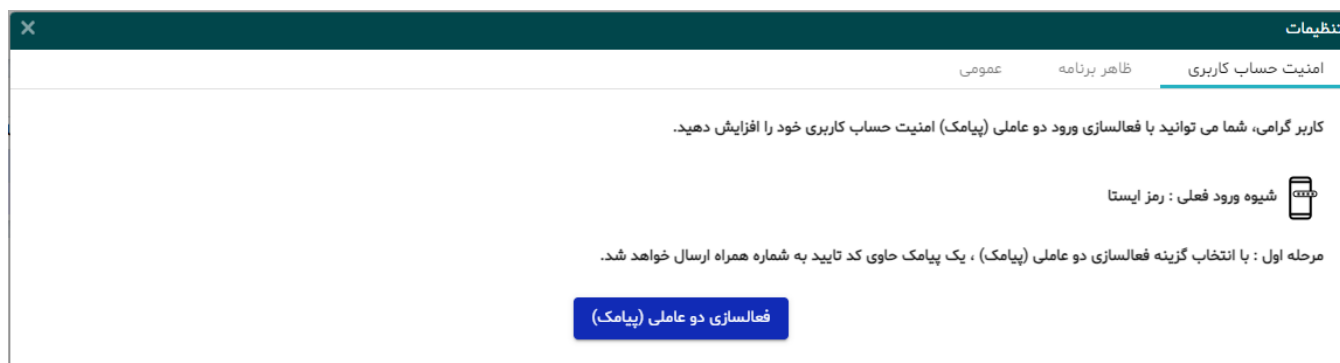 تنظیمات
امنیت حساب کاربری ظاهر برنامه عمومی
کاربر گرامی، شما می توانید با فعالسازی ورود دو عاملی (پیامک) امنیت حساب کاربری خود را افزایش دهید.
شیوه ورود فعلی : رمز ایستا
مرحله اول : با انتخاب گزینه فعالسازی دو عاملی (پیامک) ، یک پیامک حاوی کد تایید به شماره همراه ارسال خواهد شد.
فعالسازی دو عاملی (پیامک)